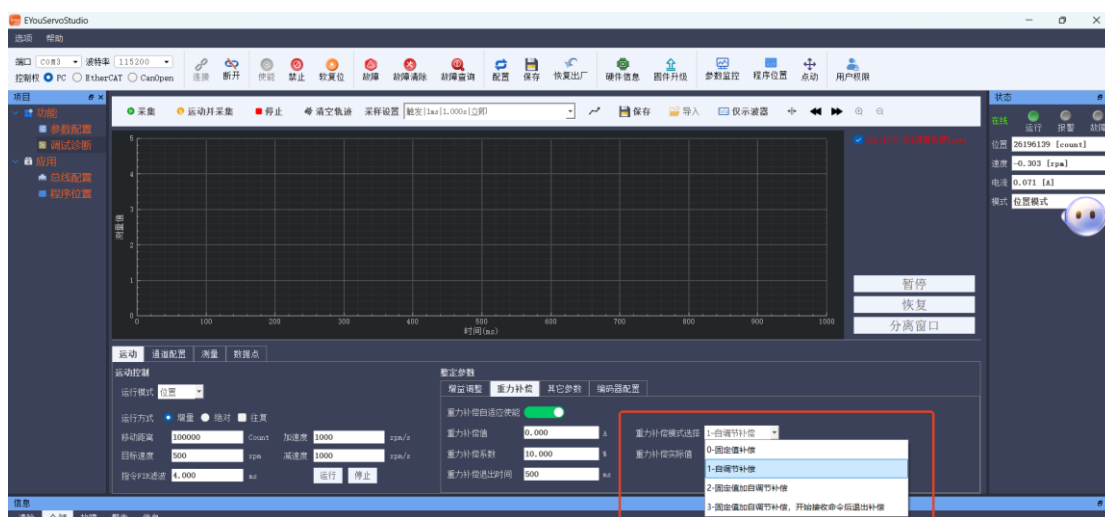 EYouServoStudio
选项 帮助
端口 COM3 波特率 115200
控制权 PC EtherCAT CanOpen
连接 断开 使能 禁止 软复位 故障 故障清除 故障查询 配置 保存 恢复出厂 硬件信息 固件升级 参数监控 程序位置 点动 用户权限
项目
功能
参数配置
调试诊断
应用
总线配置
程序位置
采集 运动并采集 停止 清空轨迹 采样设置 触发|1ms|1.000s|立即 保存 导入 仅示波器
测量值
5
4
3
2
1
0
0 100 200 300 400 500 600 700 800 900 1000
时间(ms)
暂停
恢复
分离窗口
状态
在线 运行 报警 故障
位置 26196139 [count]
速度 -0.303 [rpm]
电流 0.071 [A]
模式 位置模式
运动 通道配置 测量 数据点
运动控制
运行模式 位置
运行方式 增量 绝对 往复
移动距离 100000 Count 加速度 1000 rpm/s
目标速度 500 rpm 减速度 1000 rpm/s
指令FIR滤波 4.000 ms 运行 停止
整定参数
增益调整 重力补偿 其它参数 编码器配置
重力补偿自适应使能
重力补偿值 0.000 A 重力补偿模式选择 1-自调节补偿
重力补偿系数 10.000 % 重力补偿实际值
重力补偿退出时间 500 ms
0-固定值补偿
1-自调节补偿
2-固定值加自调节补偿
3-固定值加自调节补偿，开始接收命令后退出补偿
信息